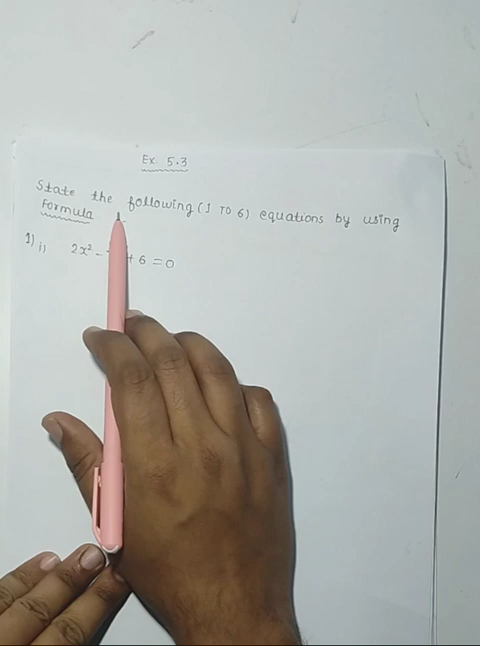 Ex. 5.3
State the following (1 TO 6) equations by using
Formula
1) i) 2x² - + 6 = 0